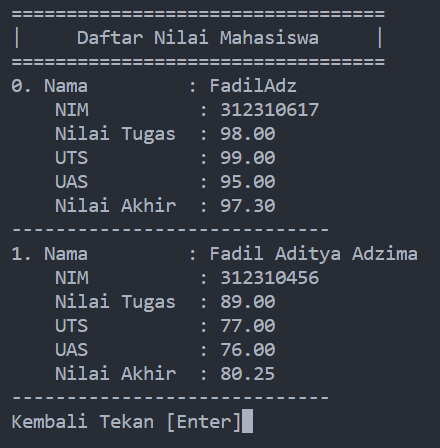 ==================================
|     Daftar Nilai Mahasiswa     |
==================================
0. Nama         : FadilAdz
    NIM          : 312310617
    Nilai Tugas  : 98.00
    UTS          : 99.00
    UAS          : 95.00
    Nilai Akhir  : 97.30
-----------------------------
1. Nama         : Fadil Aditya Adzima
    NIM          : 312310456
    Nilai Tugas  : 89.00
    UTS          : 77.00
    UAS          : 76.00
    Nilai Akhir  : 80.25
-----------------------------
Kembali Tekan [Enter]